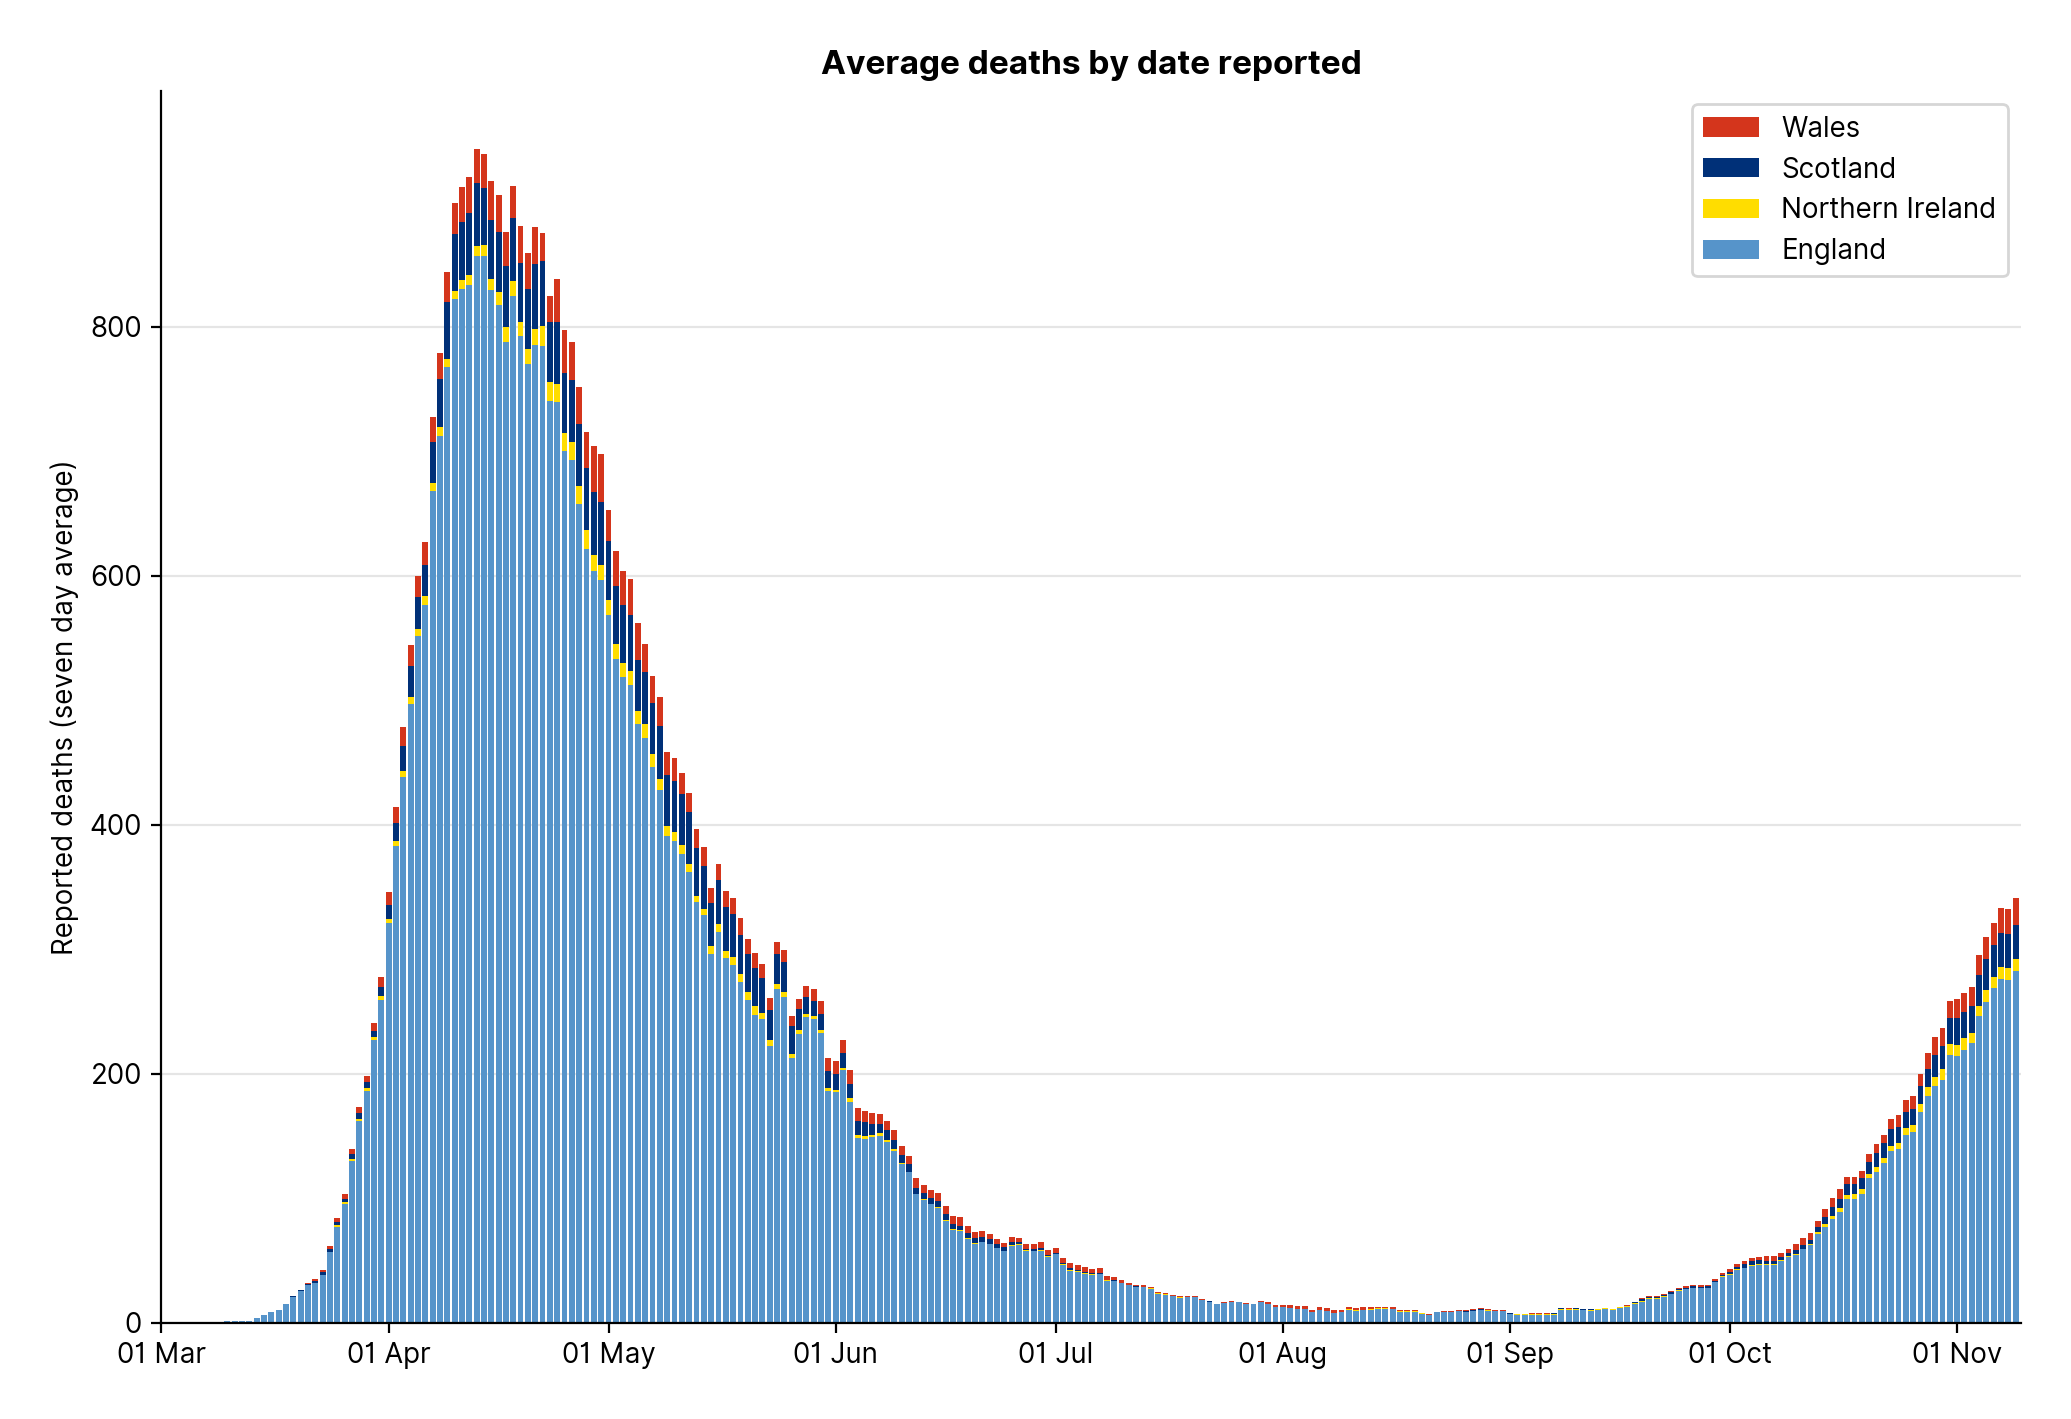 Average deaths by date reported
Wales
Scotland
Northern Ireland
England
Reported deaths (seven day average)
800
600
400
200
0
01 Mar
01 Apr
01 May
01 Jun
01 Jul
01 Aug
01 Sep
01 Oct
01 Nov